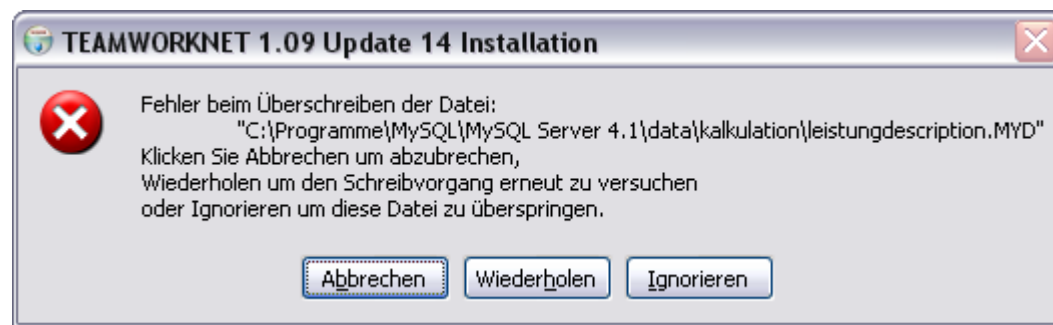 TEAMWORKNET 1.09 Update 14 Installation
Fehler beim Überschreiben der Datei:
"C:\Programme\MySQL\MySQL Server 4.1\data\kalkulation\leistungdescription.MYD"
Klicken Sie Abbrechen um abzubrechen,
Wiederholen um den Schreibvorgang erneut zu versuchen
oder Ignorieren um diese Datei zu überspringen.
Abbrechen Wiederholen Ignorieren